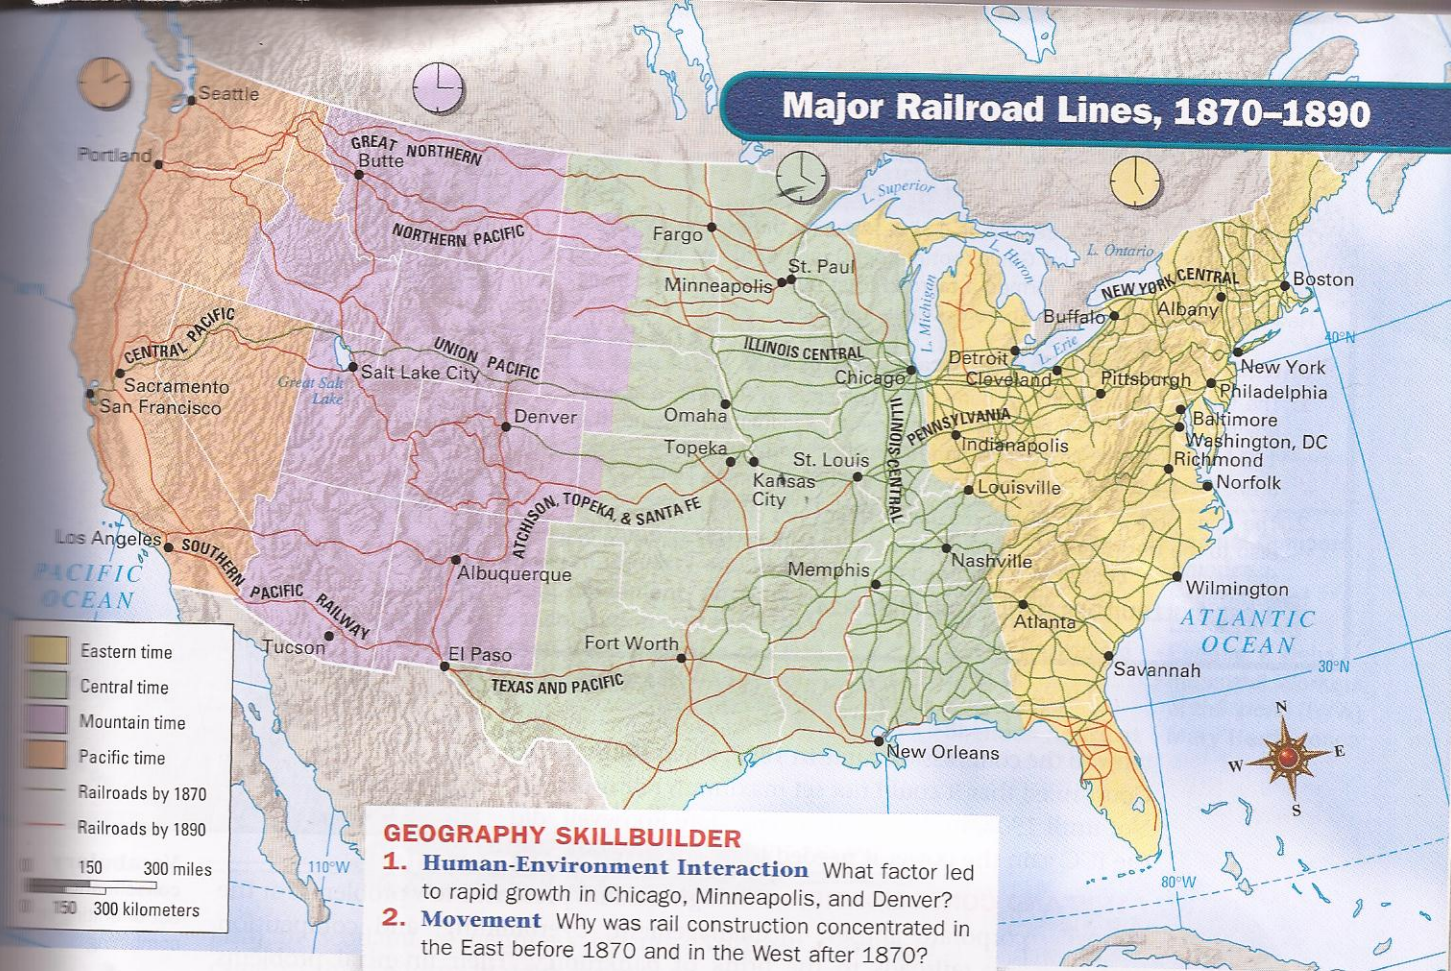 Major Railroad Lines, 1870–1890
Seattle
Portland
GREAT NORTHERN
Butte
NORTHERN PACIFIC
Fargo
St. Paul
Minneapolis
L. Superior
L. Michigan
L. Huron
L. Ontario
L. Erie
NEW YORK CENTRAL
Boston
Albany
Buffalo
40°N
CENTRAL PACIFIC
Sacramento
San Francisco
Great Salt
Lake
Salt Lake City
UNION PACIFIC
Denver
Omaha
ILLINOIS CENTRAL
Chicago
Detroit
Cleveland
Pittsburgh
New York
Philadelphia
Baltimore
Washington, DC
Richmond
Norfolk
PENNSYLVANIA
Indianapolis
ILLINOIS CENTRAL
Topeka
Kansas
City
St. Louis
Louisville
ATCHISON, TOPEKA, & SANTA FE
Los Angeles
SOUTHERN PACIFIC RAILWAY
PACIFIC
OCEAN
Albuquerque
Memphis
Nashville
Wilmington
ATLANTIC
OCEAN
Atlanta
Tucson
El Paso
Fort Worth
TEXAS AND PACIFIC
Savannah
30°N
New Orleans
N
W
E
S
Eastern time
Central time
Mountain time
Pacific time
Railroads by 1870
Railroads by 1890
150 300 miles
150 300 kilometers
110°W
80°W
GEOGRAPHY SKILLBUILDER
1. Human-Environment Interaction What factor led
to rapid growth in Chicago, Minneapolis, and Denver?
2. Movement Why was rail construction concentrated in
the East before 1870 and in the West after 1870?